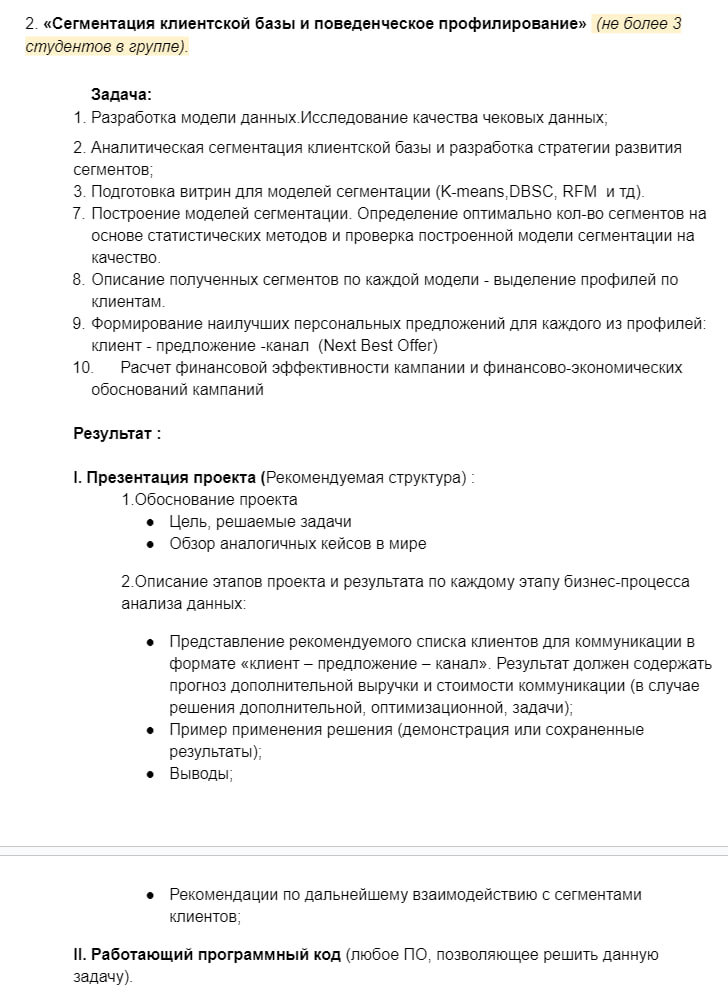 2. «Сегментация клиентской базы и поведенческое профилирование» (не более 3
студентов в группе).
Задача:
1. Разработка модели данных.Исследование качества чековых данных;
2. Аналитическая сегментация клиентской базы и разработка стратегии развития
сегментов;
3. Подготовка витрин для моделей сегментации (K-means,DBSC, RFM и тд).
7. Построение моделей сегментации. Определение оптимально кол-во сегментов на
основе статистических методов и проверка построенной модели сегментации на
качество.
8. Описание полученных сегментов по каждой модели - выделение профилей по
клиентам.
9. Формирование наилучших персональных предложений для каждого из профилей:
клиент - предложение -канал (Next Best Offer)
10. Расчет финансовой эффективности кампании и финансово-экономических
обоснований кампаний
Результат :
I. Презентация проекта (Рекомендуемая структура) :
1.Обоснование проекта
● Цель, решаемые задачи
● Обзор аналогичных кейсов в мире
2.Описание этапов проекта и результата по каждому этапу бизнес-процесса
анализа данных:
● Представление рекомендуемого списка клиентов для коммуникации в
формате «клиент – предложение – канал». Результат должен содержать
прогноз дополнительной выручки и стоимости коммуникации (в случае
решения дополнительной, оптимизационной, задачи);
● Пример применения решения (демонстрация или сохраненные
результаты);
● Выводы;
● Рекомендации по дальнейшему взаимодействию с сегментами
клиентов;
II. Работающий программный код (любое ПО, позволяющее решить данную
задачу).